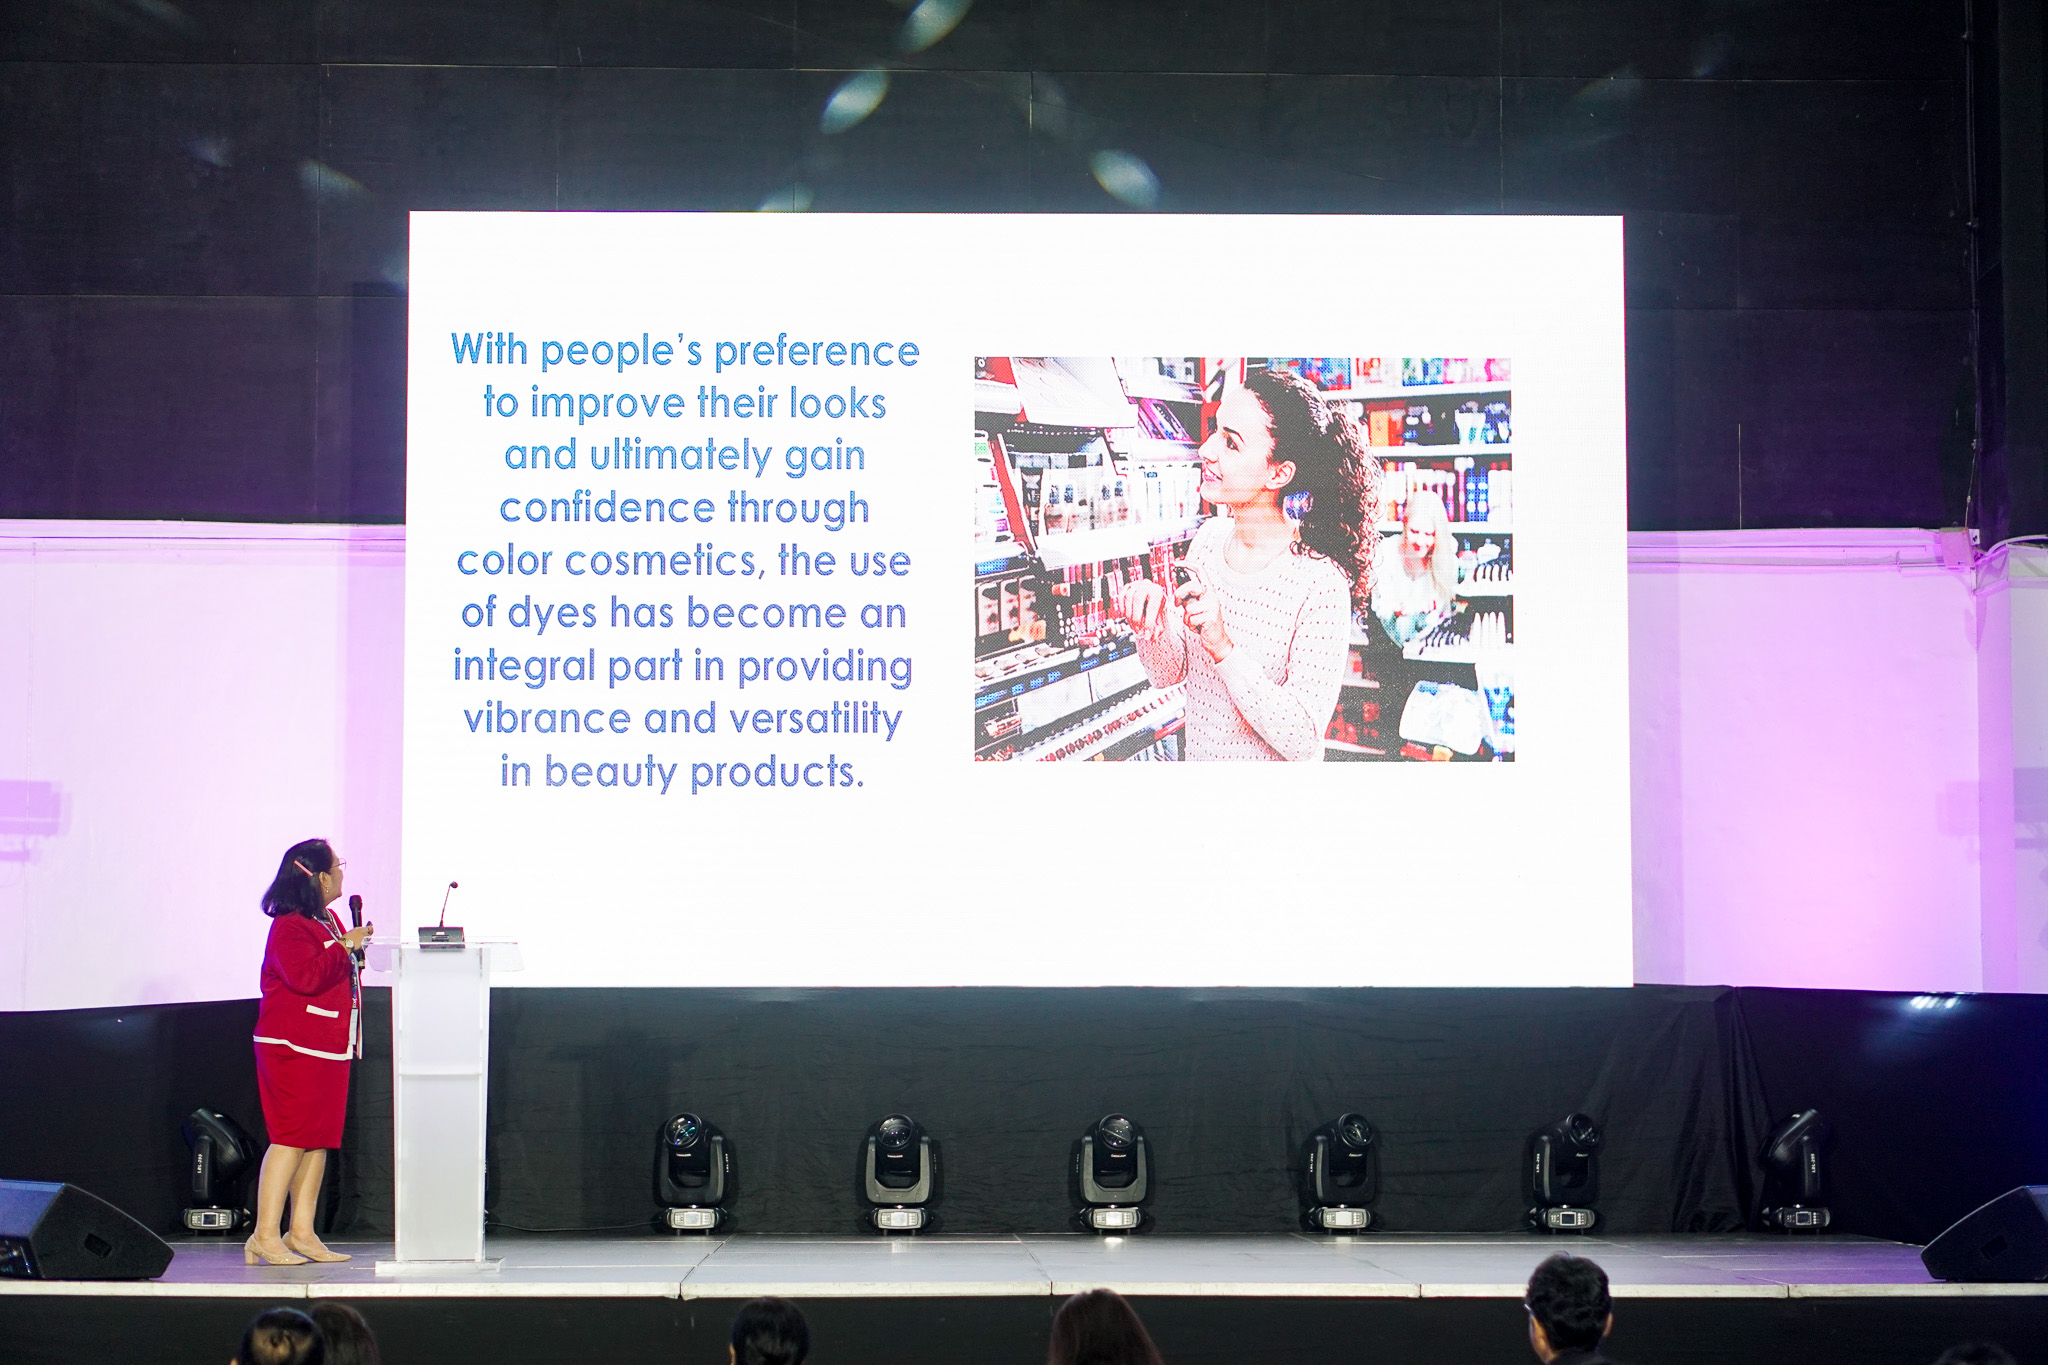 With people's preference
to improve their looks
and ultimately gain
confidence through
color cosmetics, the use
of dyes has become an
integral part in providing
vibrance and versatility
in beauty products.